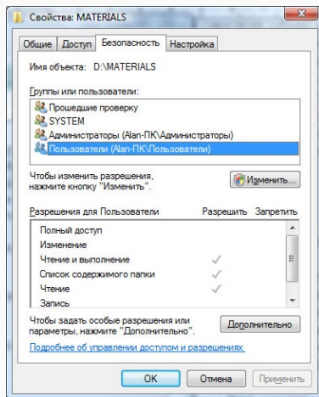 Свойства: MATERIALS
Общие Доступ Безопасность Настройка
Имя объекта: D:\MATERIALS
Группы или пользователи:
Прошедшие проверку
SYSTEM
Администраторы (Alan-ПК\Администраторы)
Пользователи (Alan-ПК\Пользователи)
Чтобы изменить разрешения,
нажмите кнопку "Изменить".
Изменить...
Разрешения для Пользователи Разрешить Запретить
Полный доступ
Изменение
Чтение и выполнение
Список содержимого папки
Чтение
Запись
Чтобы задать особые разрешения или
параметры, нажмите "Дополнительно".
Дополнительно
Подробнее об управлении доступом и разрешениях
OK Отмена Применить